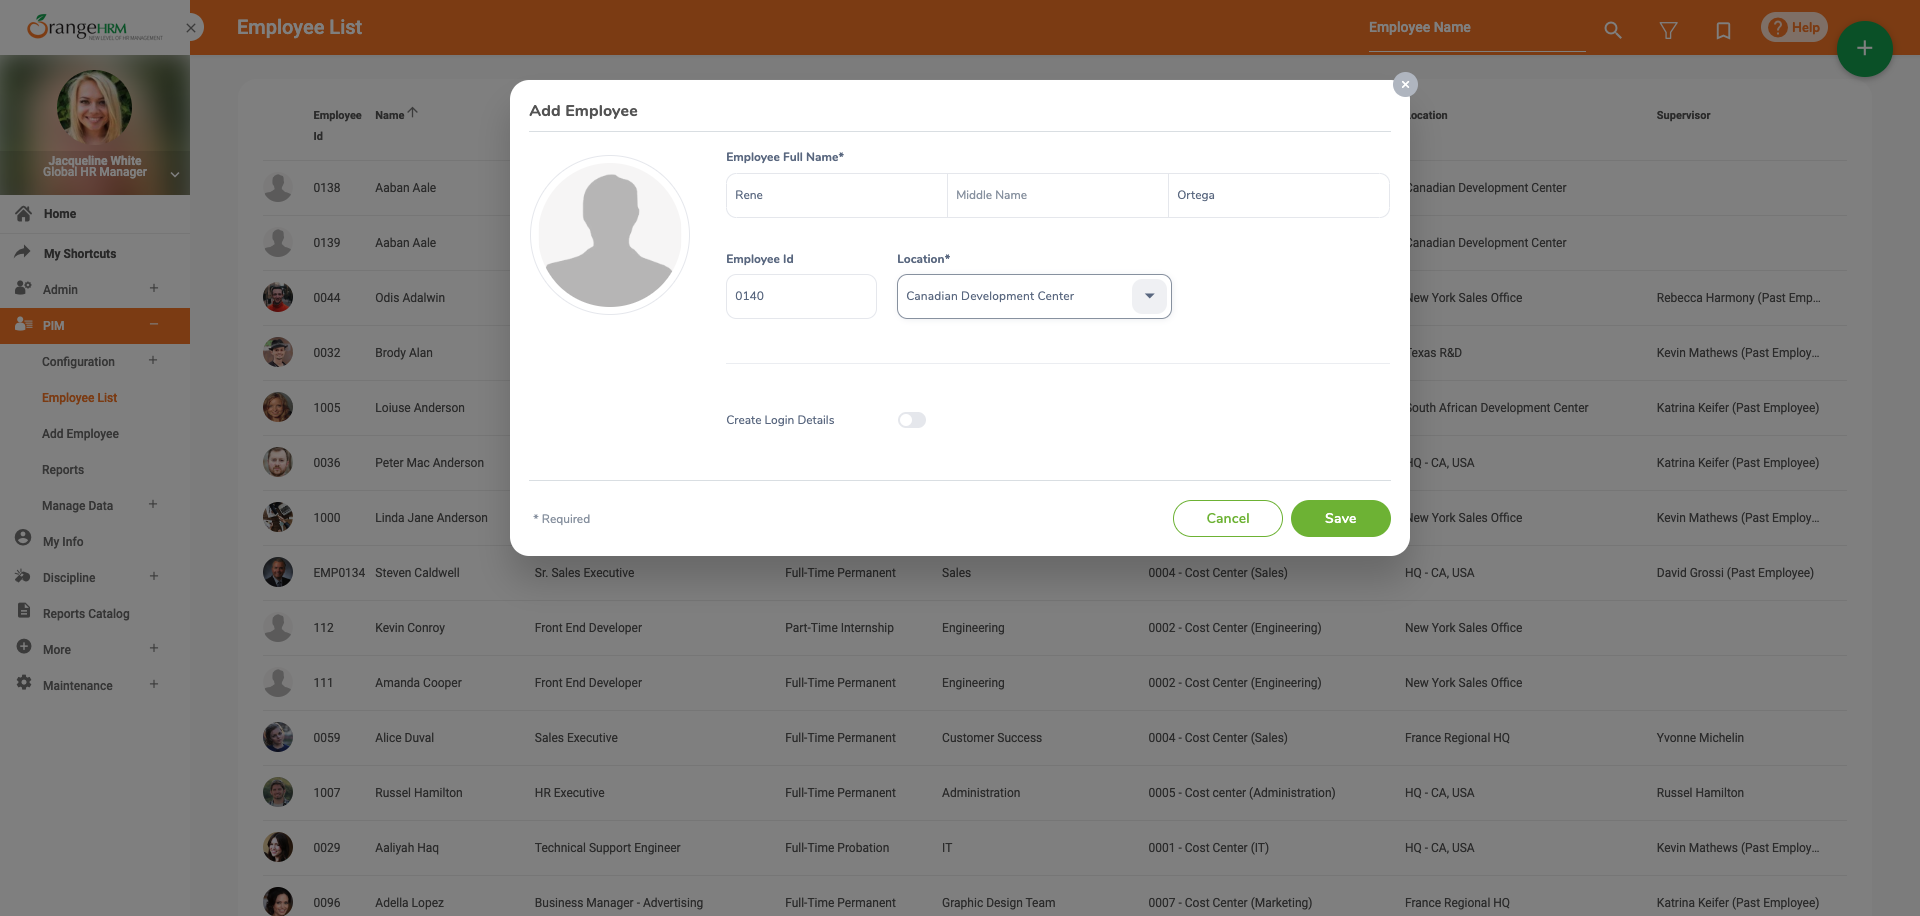 OrangeHRM
NEW LEVEL OF HR MANAGEMENT
Employee List
Employee Name
Help
Jacqueline White
Global HR Manager
Home
My Shortcuts
Admin
PIM
Configuration
Employee List
Add Employee
Reports
Manage Data
My Info
Discipline
Reports Catalog
More
Maintenance
Add Employee
Employee Full Name*
Rene Middle Name Ortega
Employee Id Location*
0140 Canadian Development Center
Create Login Details
* Required
Cancel Save
Employee Id Name Supervisor
0138 Aaban Aale Canadian Development Center
0139 Aaban Aale Canadian Development Center
0044 Odis Adalwin New York Sales Office Rebecca Harmony (Past Emp...
0032 Brody Alan Texas R&D Kevin Mathews (Past Employ...
1005 Loiuse Anderson South African Development Center Katrina Keifer (Past Employee)
0036 Peter Mac Anderson HQ - CA, USA Katrina Keifer (Past Employee)
1000 Linda Jane Anderson New York Sales Office Kevin Mathews (Past Employ...
EMP0134 Steven Caldwell Sr. Sales Executive Full-Time Permanent Sales 0004 - Cost Center (Sales) HQ - CA, USA David Grossi (Past Employee)
112 Kevin Conroy Front End Developer Part-Time Internship Engineering 0002 - Cost Center (Engineering) New York Sales Office
111 Amanda Cooper Front End Developer Full-Time Permanent Engineering 0002 - Cost Center (Engineering) New York Sales Office
0059 Alice Duval Sales Executive Full-Time Permanent Customer Success 0004 - Cost Center (Sales) France Regional HQ Yvonne Michelin
1007 Russel Hamilton HR Executive Full-Time Permanent Administration 0005 - Cost center (Administration) HQ - CA, USA Russel Hamilton
0029 Aaliyah Haq Technical Support Engineer Full-Time Probation IT 0001 - Cost Center (IT) HQ - CA, USA Kevin Mathews (Past Employ...
0096 Adella Lopez Business Manager - Advertising Full-Time Permanent Graphic Design Team 0007 - Cost Center (Marketing) France Regional HQ Katrina Keifer (Past Employee)